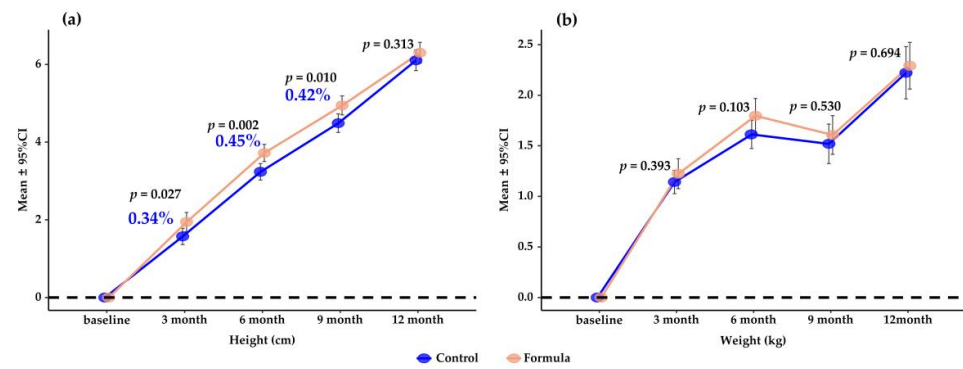 (a)
Mean ± 95%CI
6
4
2
0
p = 0.027
0.34%
p = 0.002
0.45%
p = 0.010
0.42%
p = 0.313
baseline 3 month 6 month 9 month 12 month
Height (cm)
(b)
Mean ± 95%CI
2.5
2.0
1.5
1.0
0.5
0.0
p = 0.393
p = 0.103
p = 0.530
p = 0.694
baseline 3 month 6 month 9 month 12month
Weight (kg)
Control Formula